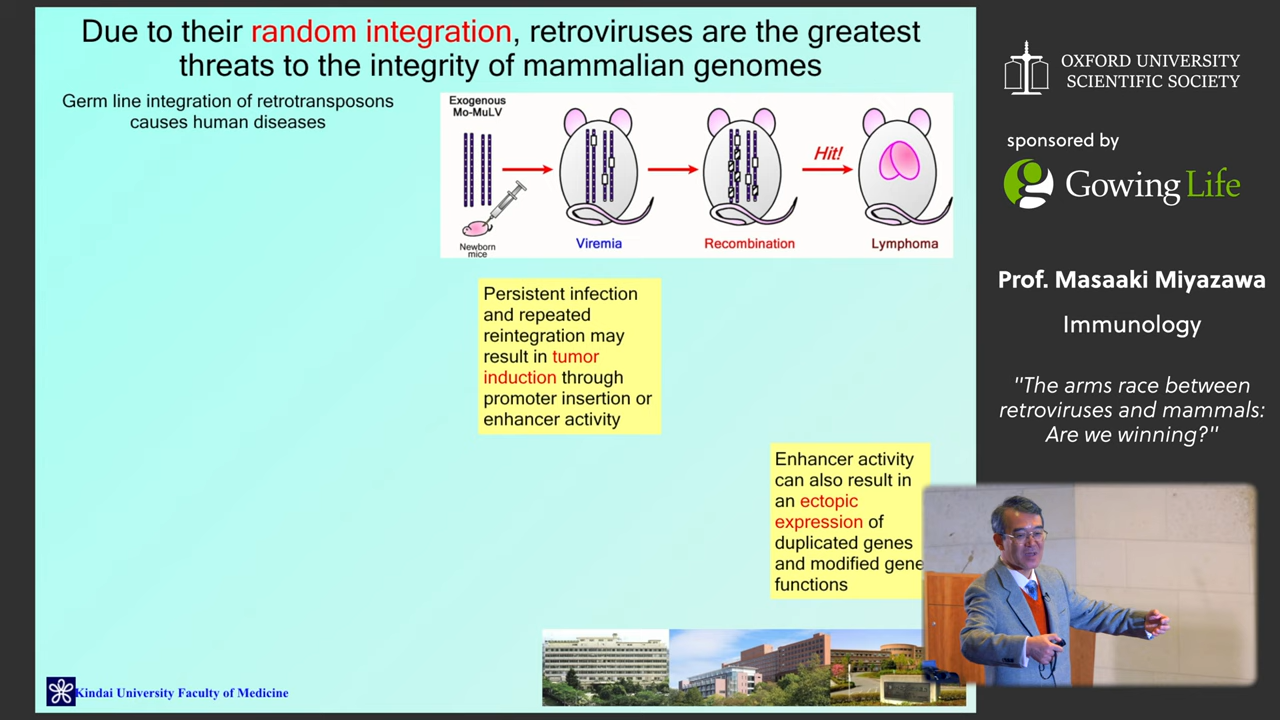 Due to their random integration, retroviruses are the greatest
threats to the integrity of mammalian genomes
Germ line integration of retrotransposons
causes human diseases
Exogenous
Mo-MuLV
Newborn
mice
Viremia
Recombination
Hit!
Lymphoma
Persistent infection
and repeated
reintegration may
result in tumor
induction through
promoter insertion or
enhancer activity
Enhancer activity
can also result in
an ectopic
expression of
duplicated genes
and modified gene
functions
Kindai University Faculty of Medicine
OXFORD UNIVERSITY
SCIENTIFIC SOCIETY
sponsored by
Gowing Life
Prof. Masaaki Miyazawa
Immunology
"The arms race between
retroviruses and mammals:
Are we winning?"